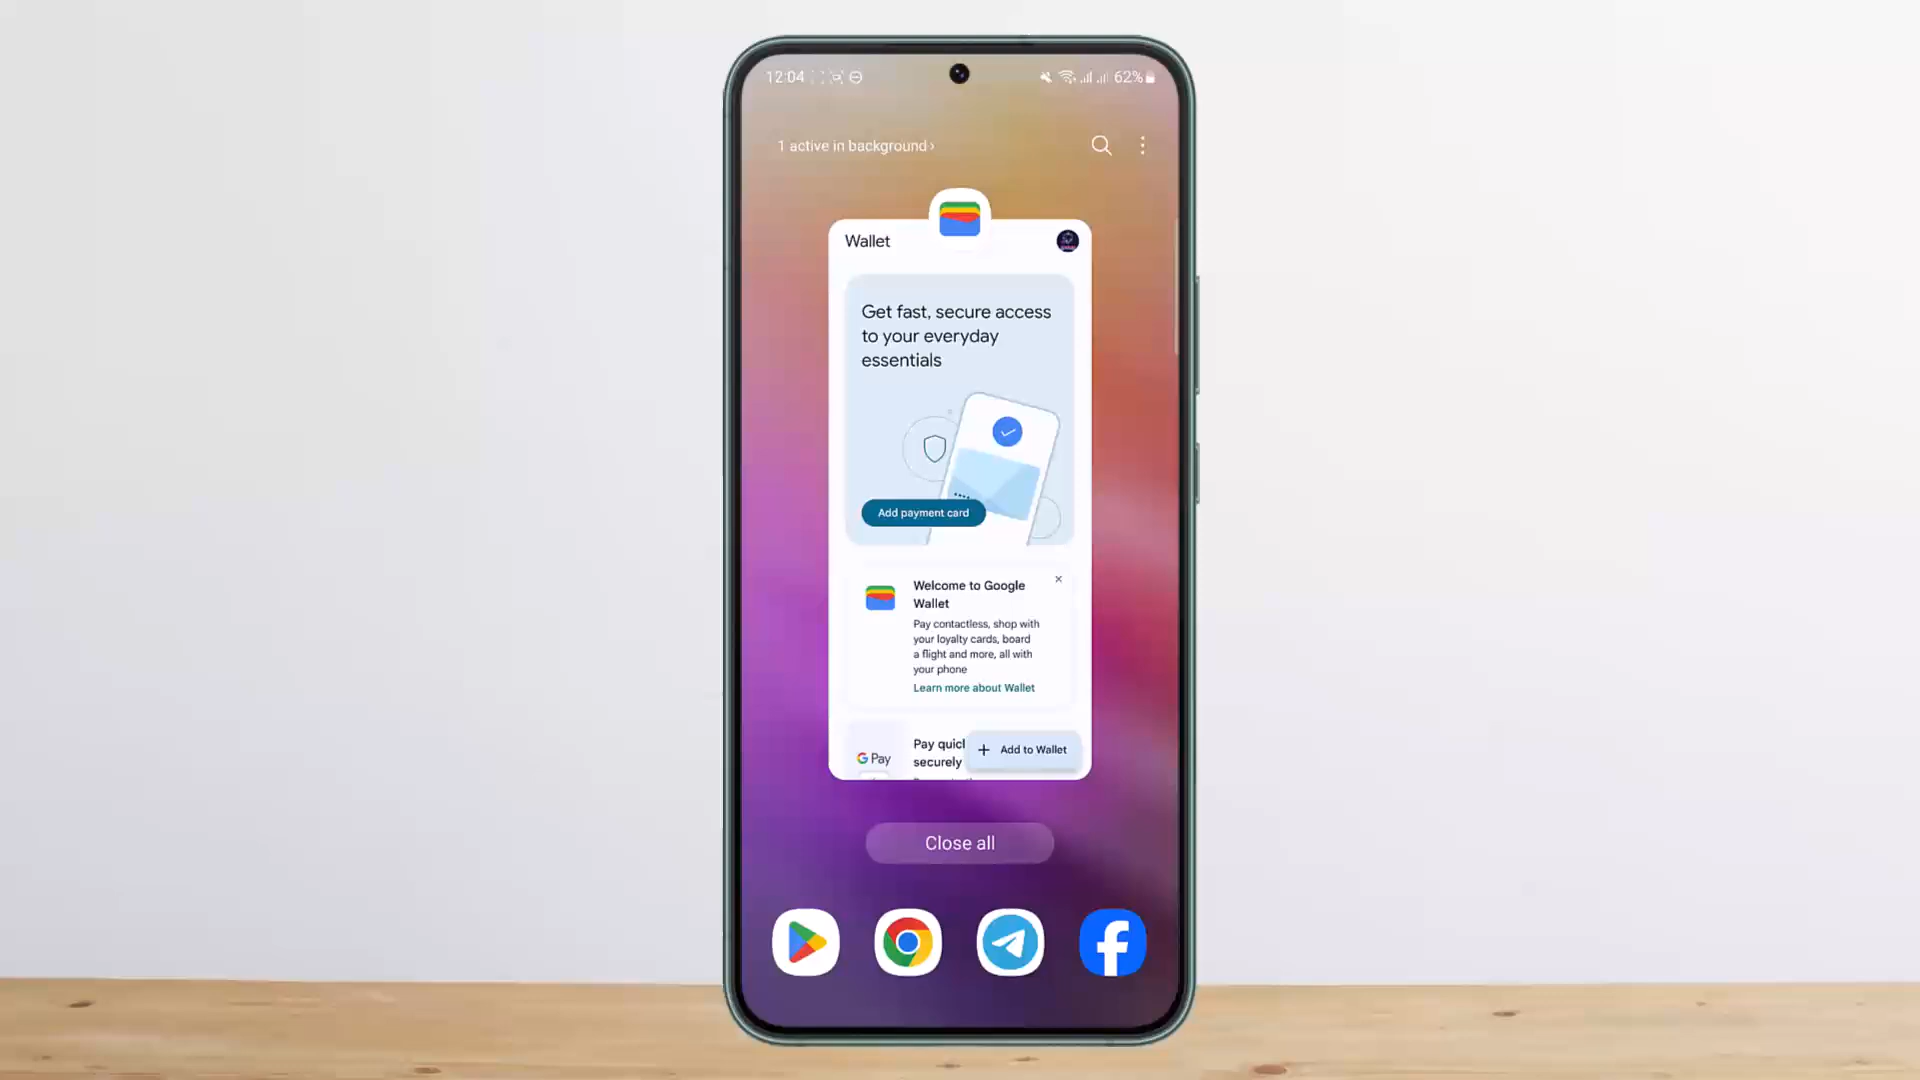 12:04
62%
1 active in background ›
Wallet
Get fast, secure access
to your everyday
essentials
Add payment card
Welcome to Google
Wallet
Pay contactless, shop with
your loyalty cards, board
a flight and more, all with
your phone
Learn more about Wallet
G Pay
Pay quicl
securely
+ Add to Wallet
Close all